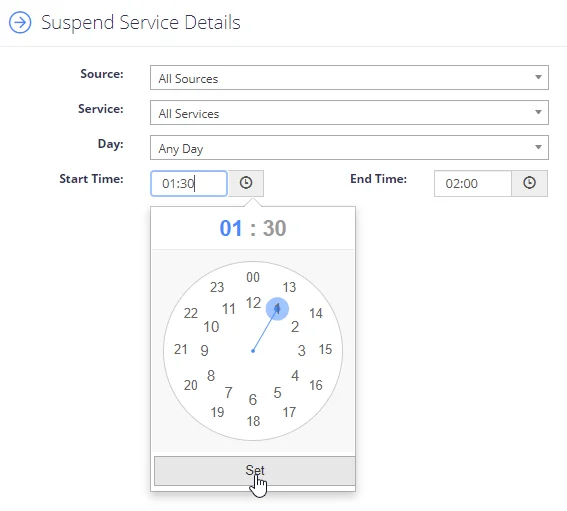 Suspend Service Details
Source: All Sources
Service: All Services
Day: Any Day
Start Time: 01:30 End Time: 02:00
01 : 30
00
23 13
12
22 11 1 14
10 2
21 9 3 15
8 4
20 16
7 5
19 6 17
18
Set